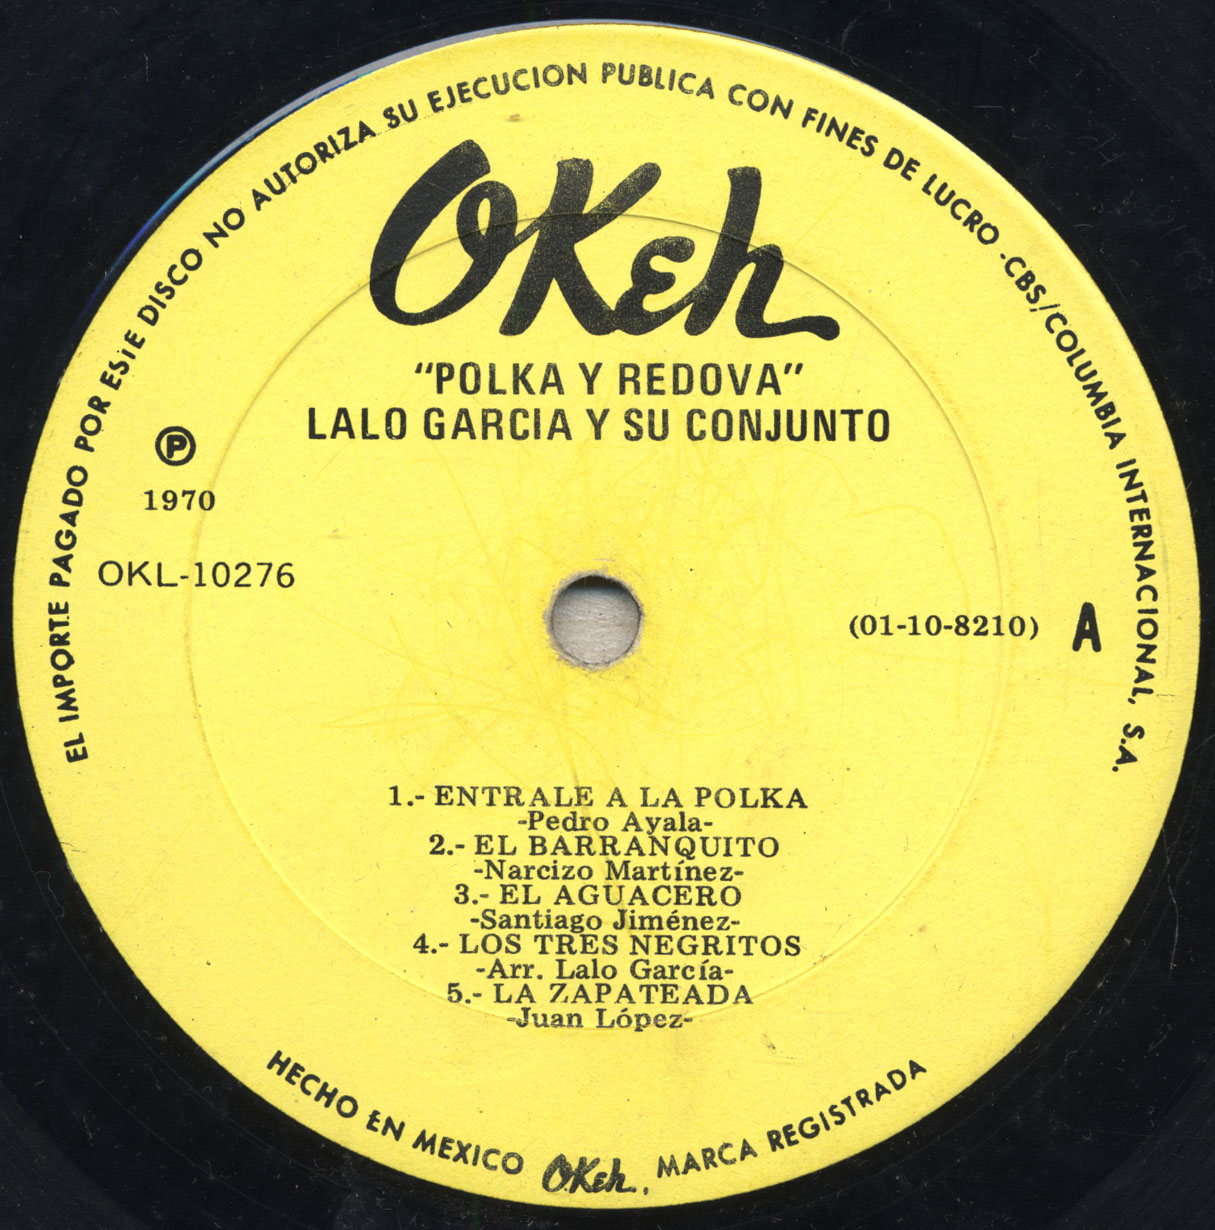 EL IMPORTE PAGADO POR ESTE DISCO NO AUTORIZA SU EJECUCION PUBLICA CON FINES DE LUCRO -CBS/COLUMBIA INTERNACIONAL, S.A.
OKeh
"POLKA Y REDOVA"
LALO GARCIA Y SU CONJUNTO
Ⓟ
1970
OKL-10276
(01-10-8210) A
1.- ENTRALE A LA POLKA
-Pedro Ayala-
2.- EL BARRANQUITO
-Narcizo Martínez-
3.- EL AGUACERO
-Santiago Jiménez-
4.- LOS TRES NEGRITOS
-Arr. Lalo García-
5.- LA ZAPATEADA
-Juan López-
HECHO EN MEXICO OKeh. MARCA REGISTRADA